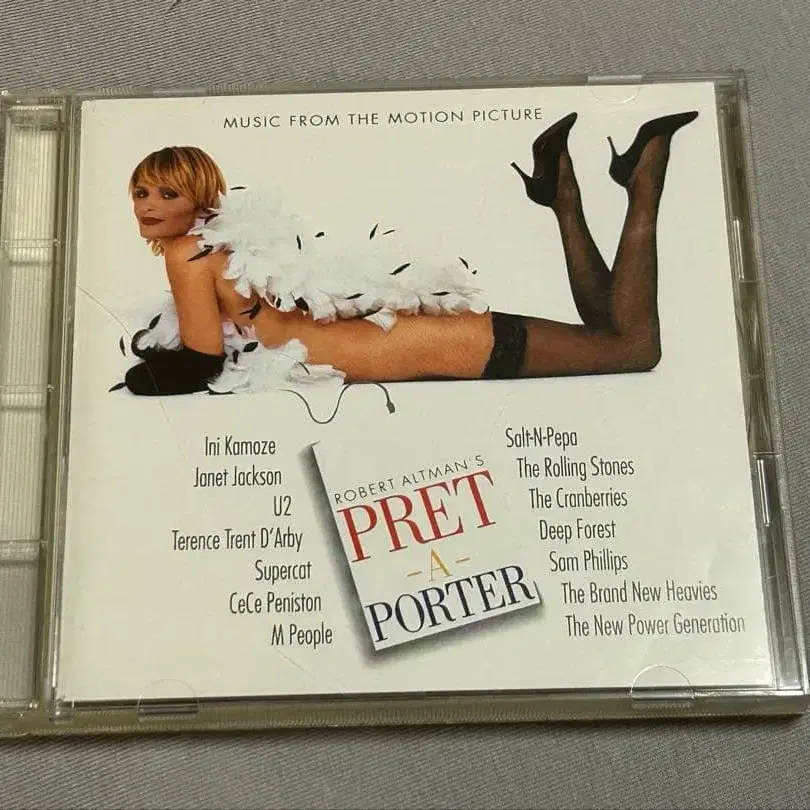 MUSIC FROM THE MOTION PICTURE
Ini Kamoze
Janet Jackson
U2
Terence Trent D'Arby
Supercat
CeCe Peniston
M People
ROBERT ALTMAN'S
PRET
-A-
PORTER
Salt-N-Pepa
The Rolling Stones
The Cranberries
Deep Forest
Sam Phillips
The Brand New Heavies
The New Power Generation